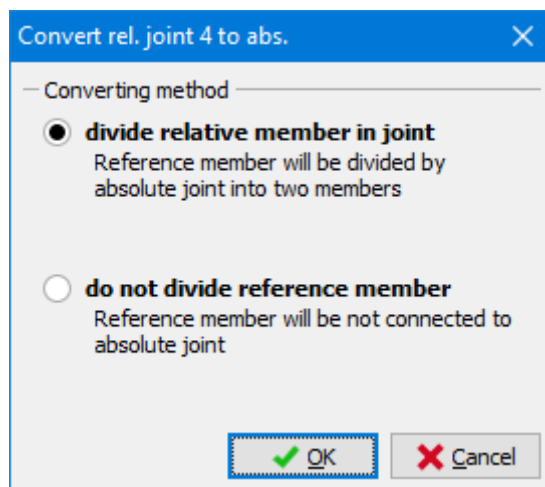 Convert rel. joint 4 to abs.
Converting method
divide relative member in joint
Reference member will be divided by
absolute joint into two members
do not divide reference member
Reference member will be not connected to
absolute joint
OK Cancel